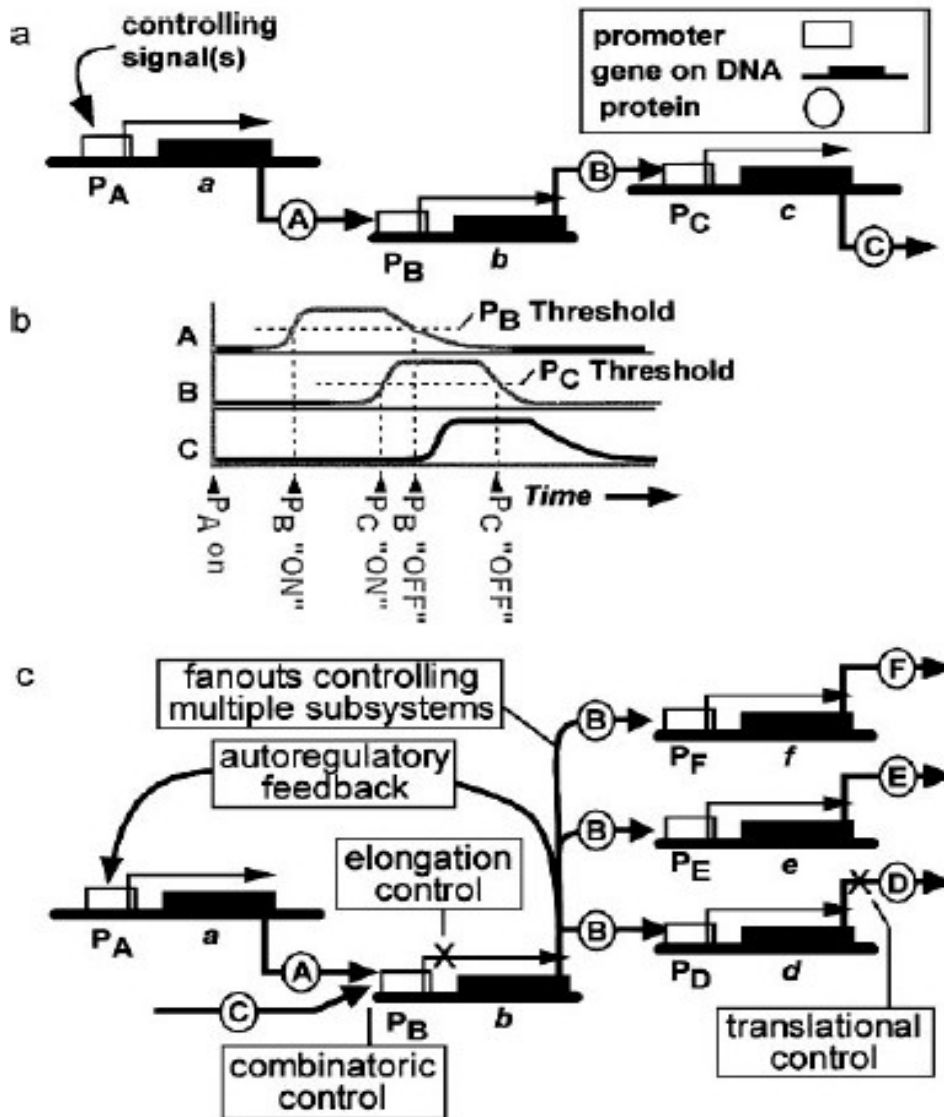 a
controlling
signal(s)
promoter
gene on DNA
protein
PA
a
A
PB
b
B
PC
c
C
b
A
PB Threshold
B
PC Threshold
C
Time
PA on
PB "ON"
PC "ON"
PB "OFF"
PC "OFF"
c
fanouts controlling
multiple subsystems
autoregulatory
feedback
elongation
control
PA
a
A
C
PB
b
combinatoric
control
B
PF
f
F
B
PE
e
E
B
PD
d
D
translational
control